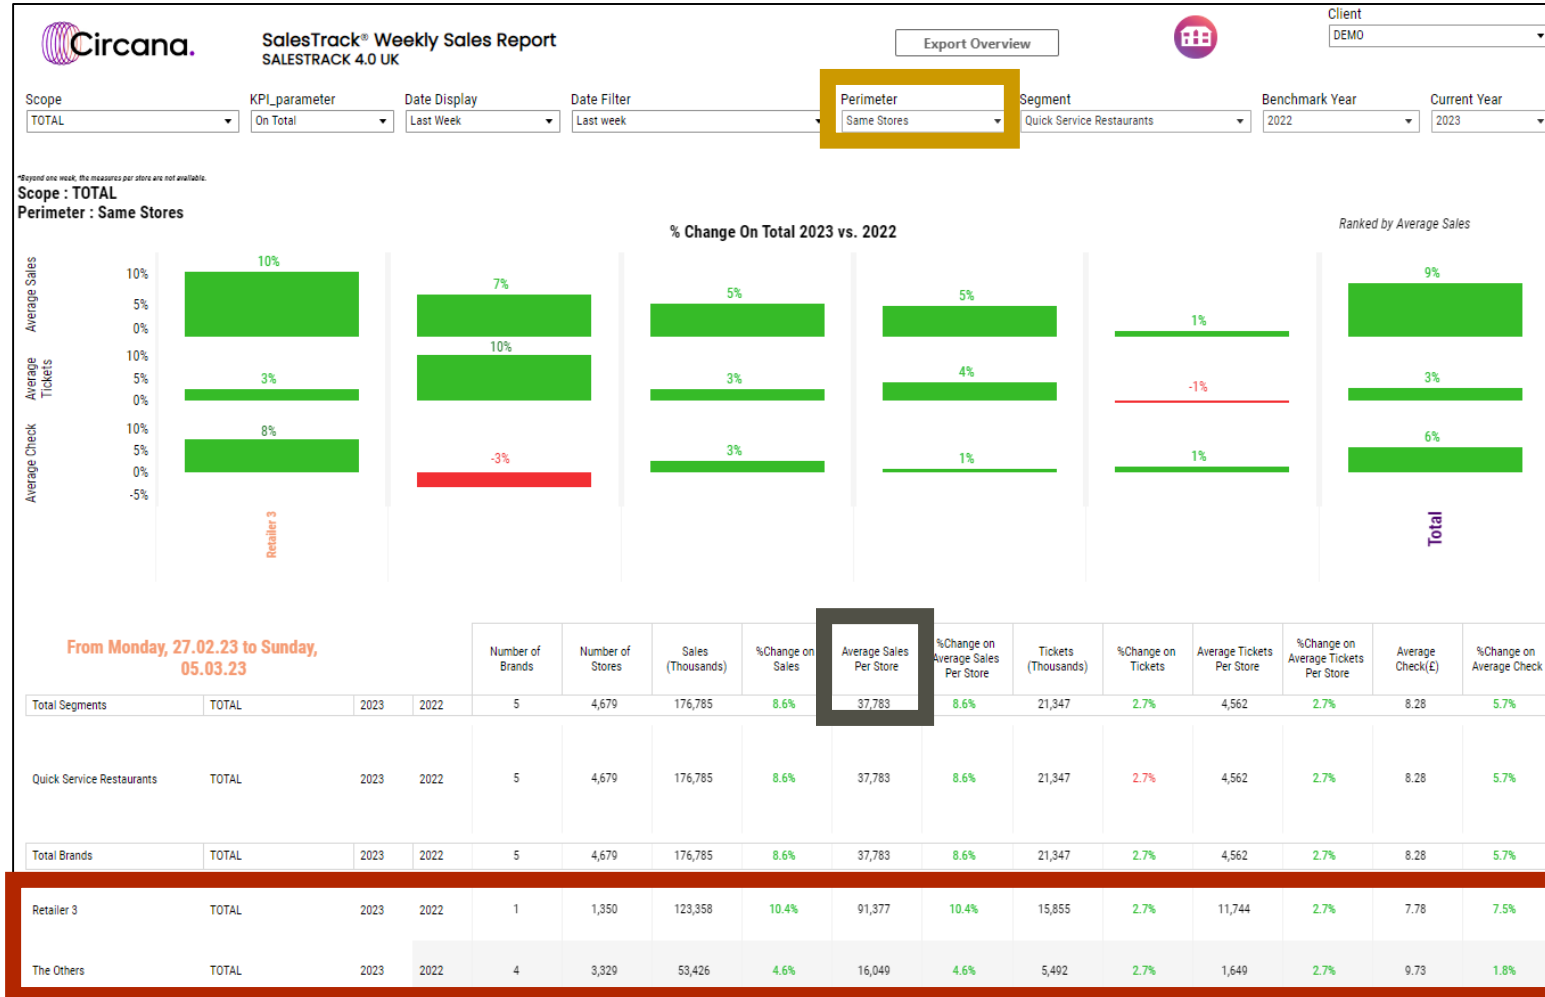 Circana.
SalesTrack® Weekly Sales Report
SALESTRACK 4.0 UK
Export Overview
Client
DEMO
Scope
TOTAL
KPI_parameter
On Total
Date Display
Last Week
Date Filter
Last week
Perimeter
Same Stores
Segment
Quick Service Restaurants
Benchmark Year
2022
Current Year
2023
*Beyond one week, the measures per store are not available.
Scope : TOTAL
Perimeter : Same Stores
% Change On Total 2023 vs. 2022
Ranked by Average Sales
Average Sales
10%
5%
0%
10%
7%
5%
5%
1%
9%
Average
Tickets
10%
5%
0%
3%
10%
3%
4%
-1%
3%
Average Check
10%
5%
0%
-5%
8%
-3%
3%
1%
1%
6%
Retailer 3
Total
From Monday, 27.02.23 to Sunday,
05.03.23
Number of
Brands
Number of
Stores
Sales
(Thousands)
%Change on
Sales
Average Sales
Per Store
%Change on
Average Sales
Per Store
Tickets
(Thousands)
%Change on
Tickets
Average Tickets
Per Store
%Change on
Average Tickets
Per Store
Average
Check(£)
%Change on
Average Check
Total Segments TOTAL 2023 2022 5 4,679 176,785 8.6% 37,783 8.6% 21,347 2.7% 4,562 2.7% 8.28 5.7%
Quick Service Restaurants TOTAL 2023 2022 5 4,679 176,785 8.6% 37,783 8.6% 21,347 2.7% 4,562 2.7% 8.28 5.7%
Total Brands TOTAL 2023 2022 5 4,679 176,785 8.6% 37,783 8.6% 21,347 2.7% 4,562 2.7% 8.28 5.7%
Retailer 3 TOTAL 2023 2022 1 1,350 123,358 10.4% 91,377 10.4% 15,855 2.7% 11,744 2.7% 7.78 7.5%
The Others TOTAL 2023 2022 4 3,329 53,426 4.6% 16,049 4.6% 5,492 2.7% 1,649 2.7% 9.73 1.8%